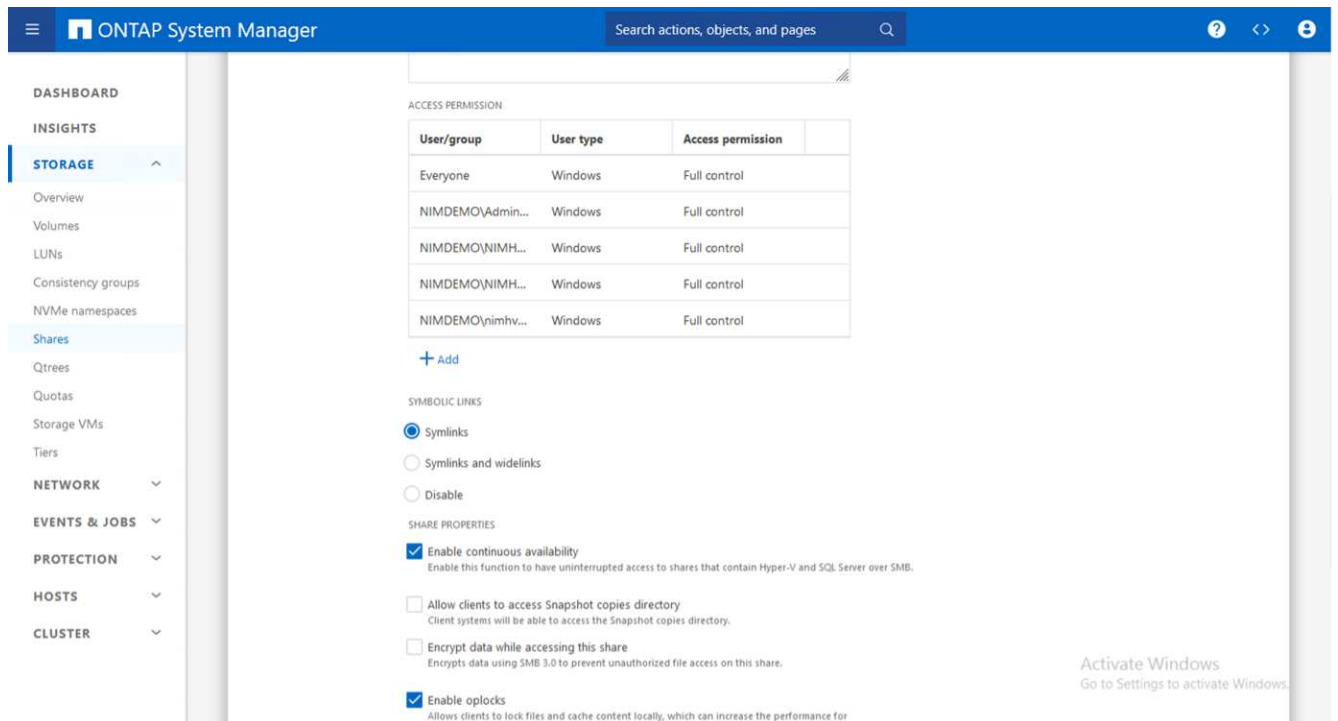 ONTAP System Manager
Search actions, objects, and pages
DASHBOARD
INSIGHTS
STORAGE
Overview
Volumes
LUNs
Consistency groups
NVMe namespaces
Shares
Qtrees
Quotas
Storage VMs
Tiers
NETWORK
EVENTS & JOBS
PROTECTION
HOSTS
CLUSTER
ACCESS PERMISSION
User/group User type Access permission
Everyone Windows Full control
NIMDEMO\Admin... Windows Full control
NIMDEMO\NIMH... Windows Full control
NIMDEMO\NIMH... Windows Full control
NIMDEMO\nimhv... Windows Full control
+ Add
SYMBOLIC LINKS
Symlinks
Symlinks and widelinks
Disable
SHARE PROPERTIES
Enable continuous availability
Enable this function to have uninterrupted access to shares that contain Hyper-V and SQL Server over SMB.
Allow clients to access Snapshot copies directory
Client systems will be able to access the Snapshot copies directory.
Encrypt data while accessing this share
Encrypts data using SMB 3.0 to prevent unauthorized file access on this share.
Enable oplocks
Allows clients to lock files and cache content locally, which can increase the performance for
Activate Windows
Go to Settings to activate Windows.